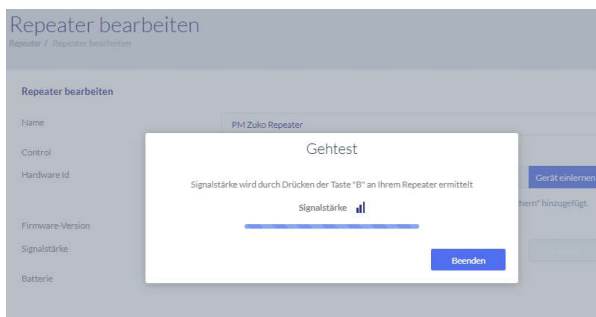 Repeater bearbeiten
Repeater / Repeater bearbeiten
Repeater bearbeiten
Name
PM Zuko Repeater
Control
Gehtest
Hardware Id
Gerät einlernen
Signalstärke wird durch Drücken der Taste "B" an Ihrem Repeater ermittelt
hern" hinzugefügt.
Signalstärke
Firmware-Version
Signalstärke
Beenden
Batterie